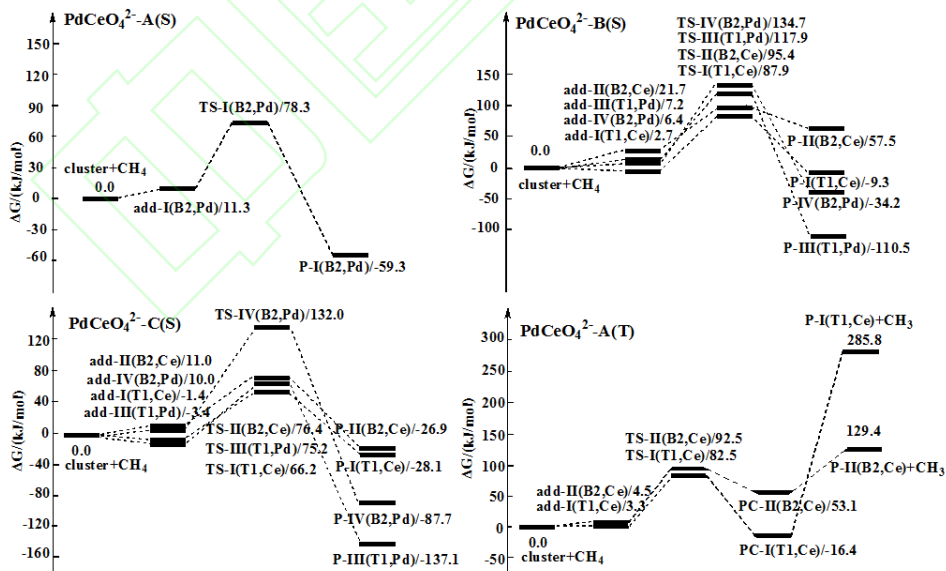 PdCeO₄²⁻-A(S)
ΔG/(kJ/mol)
150
120
90
60
30
0
-30
-60
TS-I(B2,Pd)/78.3
cluster+CH₄
0.0
add-I(B2,Pd)/11.3
P-I(B2,Pd)/-59.3
PdCeO₄²⁻-B(S)
ΔG/(kJ/mol)
150
100
50
0
-50
-100
TS-IV(B2,Pd)/134.7
TS-III(T1,Pd)/117.9
TS-II(B2,Ce)/95.4
TS-I(T1,Ce)/87.9
add-II(B2,Ce)/21.7
add-III(T1,Pd)/7.2
add-IV(B2,Pd)/6.4
add-I(T1,Ce)/2.7
0.0
cluster+CH₄
P-II(B2,Ce)/57.5
P-I(T1,Ce)/-9.3
P-IV(B2,Pd)/-34.2
P-III(T1,Pd)/-110.5
PdCeO₄²⁻-C(S)
ΔG/(kJ/mol)
120
80
40
0
-40
-80
-120
-160
TS-IV(B2,Pd)/132.0
add-II(B2,Ce)/11.0
add-IV(B2,Pd)/10.0
add-I(T1,Ce)/-1.4
add-III(T1,Pd)/-3.4
0.0
cluster+CH₄
TS-II(B2,Ce)/76.4
TS-III(T1,Pd)/75.2
TS-I(T1,Ce)/66.2
P-II(B2,Ce)/-26.9
P-I(T1,Ce)/-28.1
P-IV(B2,Pd)/-87.7
P-III(T1,Pd)/-137.1
PdCeO₄²⁻-A(T)
ΔG/(kJ/mol)
300
250
200
150
100
50
0
-50
P-I(T1,Ce)+CH₃
285.8
129.4
P-II(B2,Ce)+CH₃
TS-II(B2,Ce)/92.5
TS-I(T1,Ce)/82.5
add-II(B2,Ce)/4.5
add-I(T1,Ce)/3.3
0.0
cluster+CH₄
PC-II(B2,Ce)/53.1
PC-I(T1,Ce)/-16.4